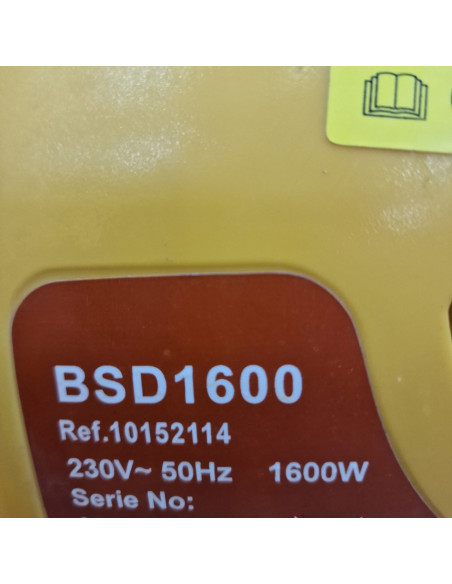 BSD1600
Ref.10152114
230V~ 50Hz 1600W
Serie No: